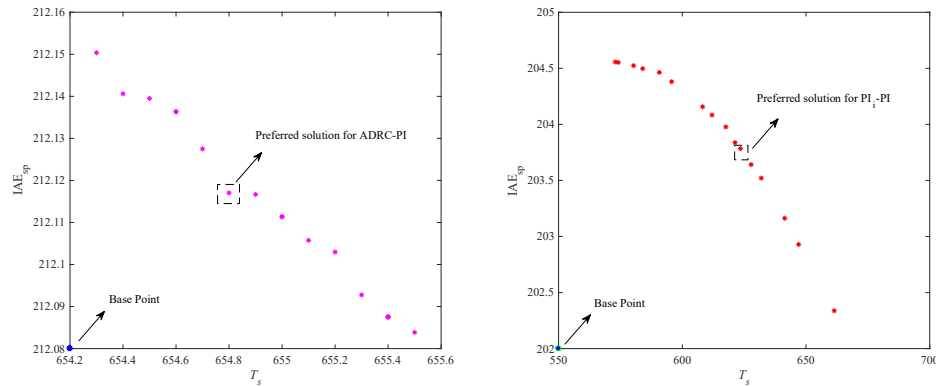 212.16
212.15
212.14
212.13
212.12
212.11
212.1
212.09
212.08
IAE_sp
Preferred solution for ADRC-PI
Base Point
654.2 654.4 654.6 654.8 655 655.2 655.4 655.6
T_s
205
204.5
204
203.5
203
202.5
202
IAE_sp
Preferred solution for PI_1-PI
Base Point
550 600 650 700
T_s